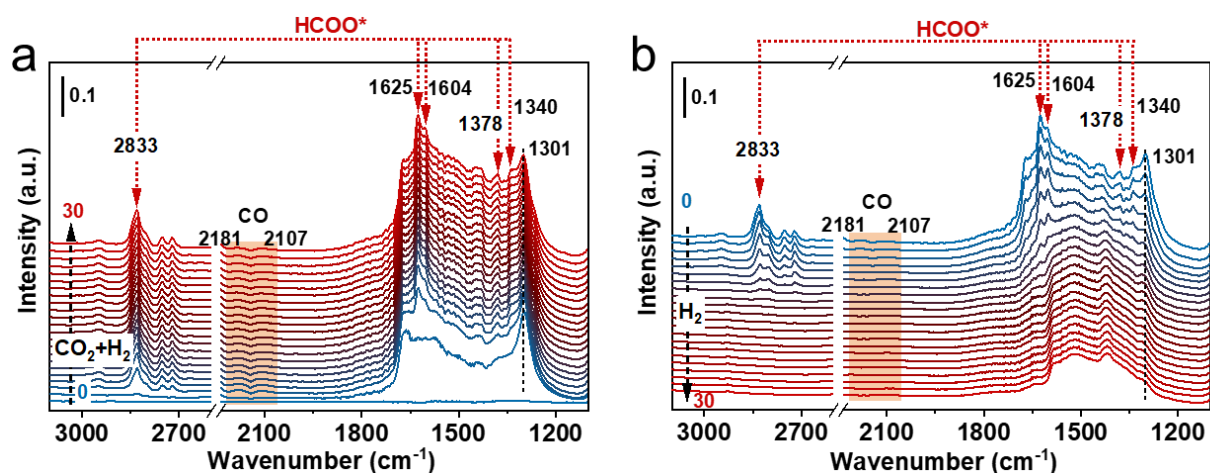 a
HCOO*
0.1
1625
1604
1378
1340
1301
2833
30
CO
2181
2107
CO₂+H₂
0
Intensity (a.u.)
3000
2700
2100
1800
1500
1200
Wavenumber (cm⁻¹)
b
HCOO*
0.1
1625
1604
1378
1340
1301
2833
0
CO
2181
2107
H₂
30
Intensity (a.u.)
3000
2700
2100
1800
1500
1200
Wavenumber (cm⁻¹)